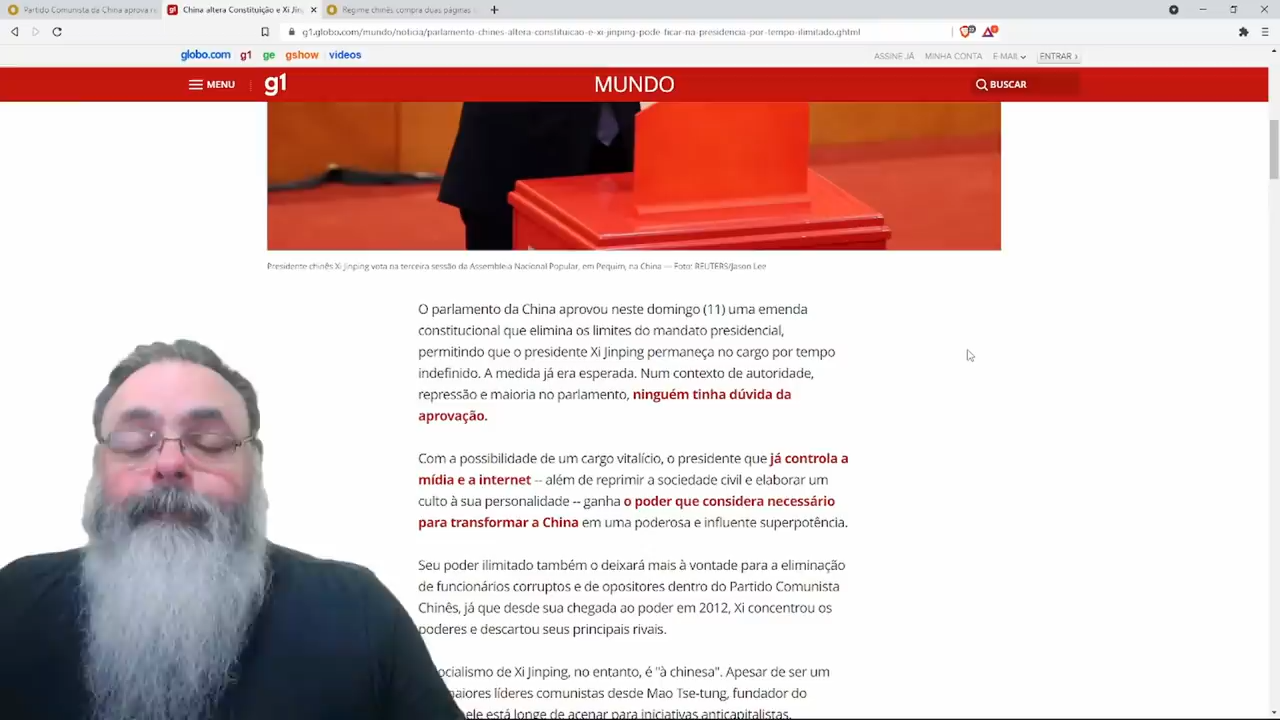 Partido Comunista da China aprova re
China altera Constituição e Xi Jin
Regime chinês compra duas páginas
g1.globo.com/mundo/noticia/parlamento-chines-altera-constituicao-e-xi-jinping-pode-ficar-na-presidencia-por-tempo-ilimitado.ghtml
globo.com g1 ge gshow videos
ASSINE JÁ MINHA CONTA E-MAIL ENTRAR ›
MENU g1 MUNDO BUSCAR
Presidente chinês Xi Jinping vota na terceira sessão da Assembleia Nacional Popular, em Pequim, na China — Foto: REUTERS/Jason Lee
O parlamento da China aprovou neste domingo (11) uma emenda
constitucional que elimina os limites do mandato presidencial,
permitindo que o presidente Xi Jinping permaneça no cargo por tempo
indefinido. A medida já era esperada. Num contexto de autoridade,
repressão e maioria no parlamento, ninguém tinha dúvida da
aprovação.
Com a possibilidade de um cargo vitalício, o presidente que já controla a
mídia e a internet -- além de reprimir a sociedade civil e elaborar um
culto à sua personalidade -- ganha o poder que considera necessário
para transformar a China em uma poderosa e influente superpotência.
Seu poder ilimitado também o deixará mais à vontade para a eliminação
de funcionários corruptos e de opositores dentro do Partido Comunista
Chinês, já que desde sua chegada ao poder em 2012, Xi concentrou os
poderes e descartou seus principais rivais.
ocialismo de Xi Jinping, no entanto, é "à chinesa". Apesar de ser um
naiores líderes comunistas desde Mao Tse-tung, fundador do
ele está longe de acenar para iniciativas anticapitalistas.